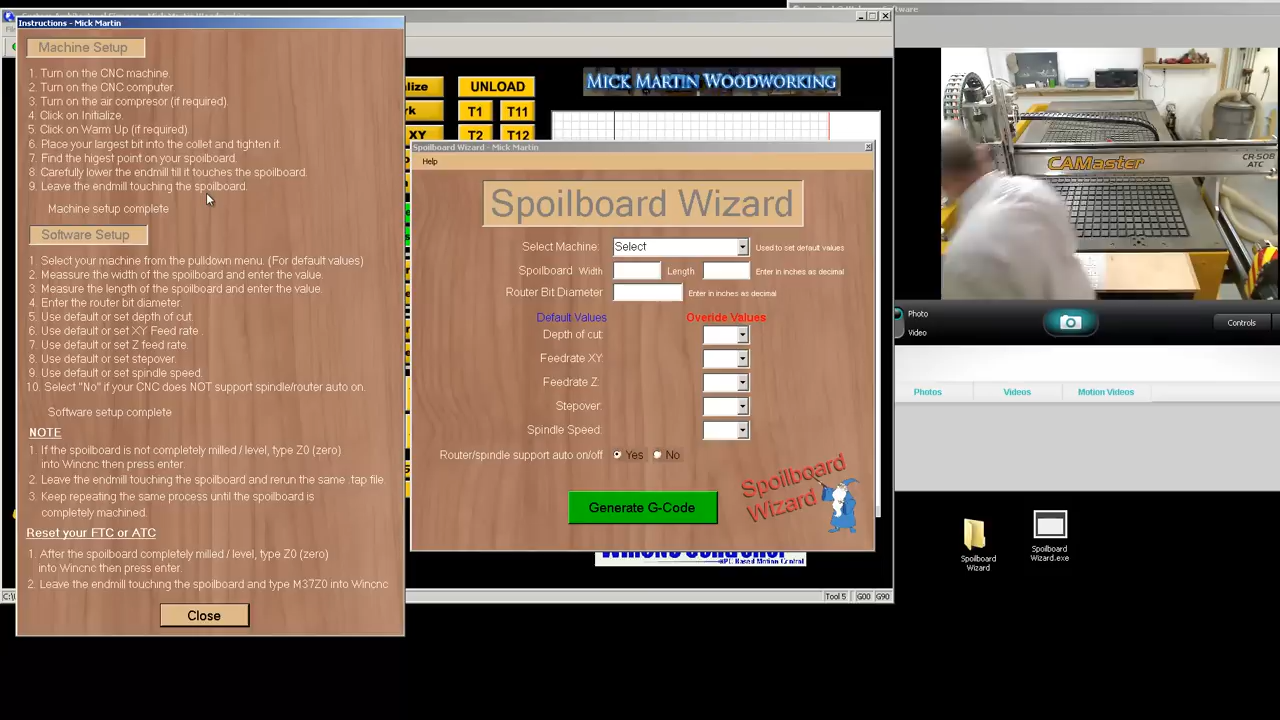 Instructions - Mick Martin
Machine Setup
1. Turn on the CNC machine.
2. Turn on the CNC computer
3. Turn on the air compresor (if required).
4. Click on Initialize.
5. Click on Warm Up (if required)
6. Place your largest bit into the collet and tighten it.
7. Find the higest point on your spoilboard.
8. Carefully lower the endmill till it touches the spoilboard.
9. Leave the endmill touching the spoilboard.
Machine setup complete
Software Setup
1. Select your machine from the pulldown menu. (For default values)
2. Meassure the width of the spoilboard and enter the value.
3. Measure the length of the spoilboard and enter the value.
4. Enter the router bit diameter
5. Use default or set depth of cut.
6. Use default or set XY Feed rate
7. Use default or set Z feed rate.
8. Use default or set stepover.
9. Use default or set spindle speed.
10. Select "No" if your CNC does NOT support spindle/router auto on.
Software setup complete
NOTE
1. If the spoilboard is not completely milled / level, type Z0 (zero)
into Wincnc then press enter.
2. Leave the endmill touching the spoilboard and rerun the same .tap file.
3. Keep repeating the same process until the spoilboard is
completely machined.
Reset your FTC or ATC
1. After the spoilboard completely milled / level, type Z0 (zero)
into Wincnc then press enter
2. Leave the endmill touching the spoilboard and type M37Z0 into Wincnc
Close
UNLOAD
T1 T11
XY T2 T12
MICK MARTIN WOODWORKING
Spoilboard Wizard - Mick Martin
Help
Spoilboard Wizard
Select Machine: Select Used to set default values
Spoilboard Width Length Enter in inches as decimal
Router Bit Diameter Enter in inches as decimal
Default Values Override Values
Depth of cut:
Feedrate XY:
Feedrate Z:
Stepover:
Spindle Speed:
Router/spindle support auto on/off Yes No
Generate G-Code
Spoilboard
Wizard
PC Based Motion Control
Tool 5 G00 G90
CAMaster
CR-508
Photo
Video
Controls
Photos Videos Motion Videos
Spoilboard
Wizard
Spoilboard
Wizard.exe